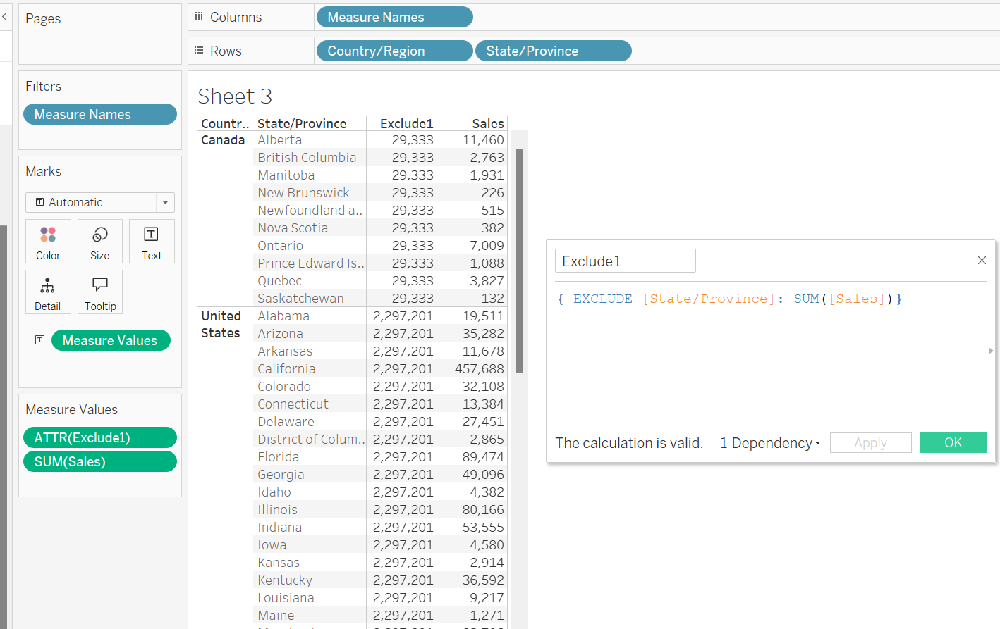 Pages
Columns
Measure Names
Rows
Country/Region
State/Province
Filters
Measure Names
Marks
Automatic
Color
Size
Text
Detail
Tooltip
Measure Values
Measure Values
ATTR(Exclude1)
SUM(Sales)
Sheet 3
Countr.. State/Province Exclude1 Sales
Canada Alberta 29,333 11,460
British Columbia 29,333 2,763
Manitoba 29,333 1,931
New Brunswick 29,333 226
Newfoundland a.. 29,333 515
Nova Scotia 29,333 382
Ontario 29,333 7,009
Prince Edward Is.. 29,333 1,088
Quebec 29,333 3,827
Saskatchewan 29,333 132
United Alabama 2,297,201 19,511
States Arizona 2,297,201 35,282
Arkansas 2,297,201 11,678
California 2,297,201 457,688
Colorado 2,297,201 32,108
Connecticut 2,297,201 13,384
Delaware 2,297,201 27,451
District of Colum.. 2,297,201 2,865
Florida 2,297,201 89,474
Georgia 2,297,201 49,096
Idaho 2,297,201 4,382
Illinois 2,297,201 80,166
Indiana 2,297,201 53,555
Iowa 2,297,201 4,580
Kansas 2,297,201 2,914
Kentucky 2,297,201 36,592
Louisiana 2,297,201 9,217
Maine 2,297,201 1,271
Exclude1
{ EXCLUDE [State/Province]: SUM([Sales])}
The calculation is valid. 1 Dependency Apply OK